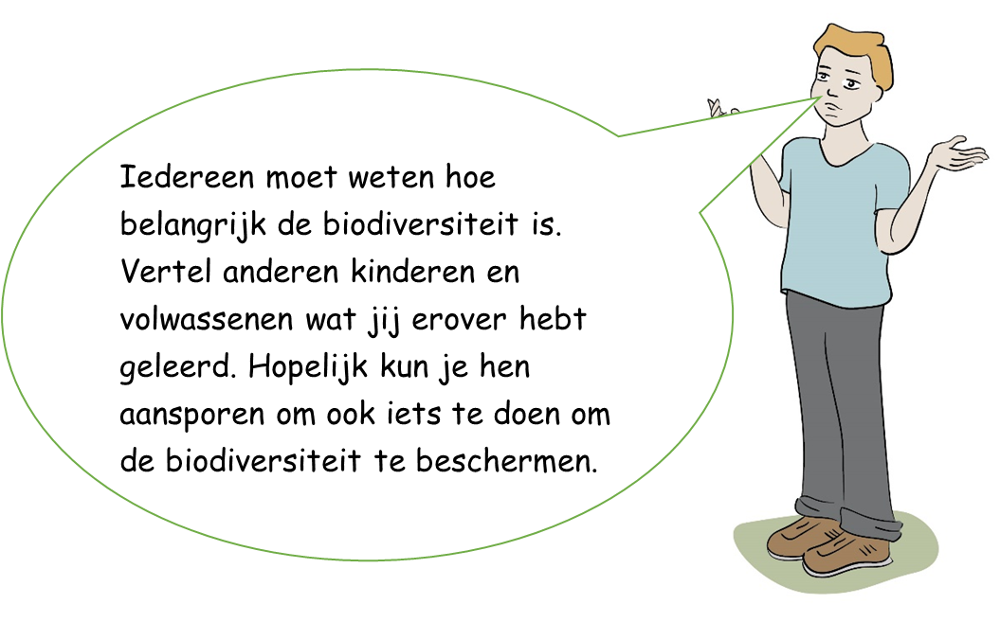 Iedereen moet weten hoe
belangrijk de biodiversiteit is.
Vertel anderen kinderen en
volwassenen wat jij erover hebt
geleerd. Hopelijk kun je hen
aansporen om ook iets te doen om
de biodiversiteit te beschermen.